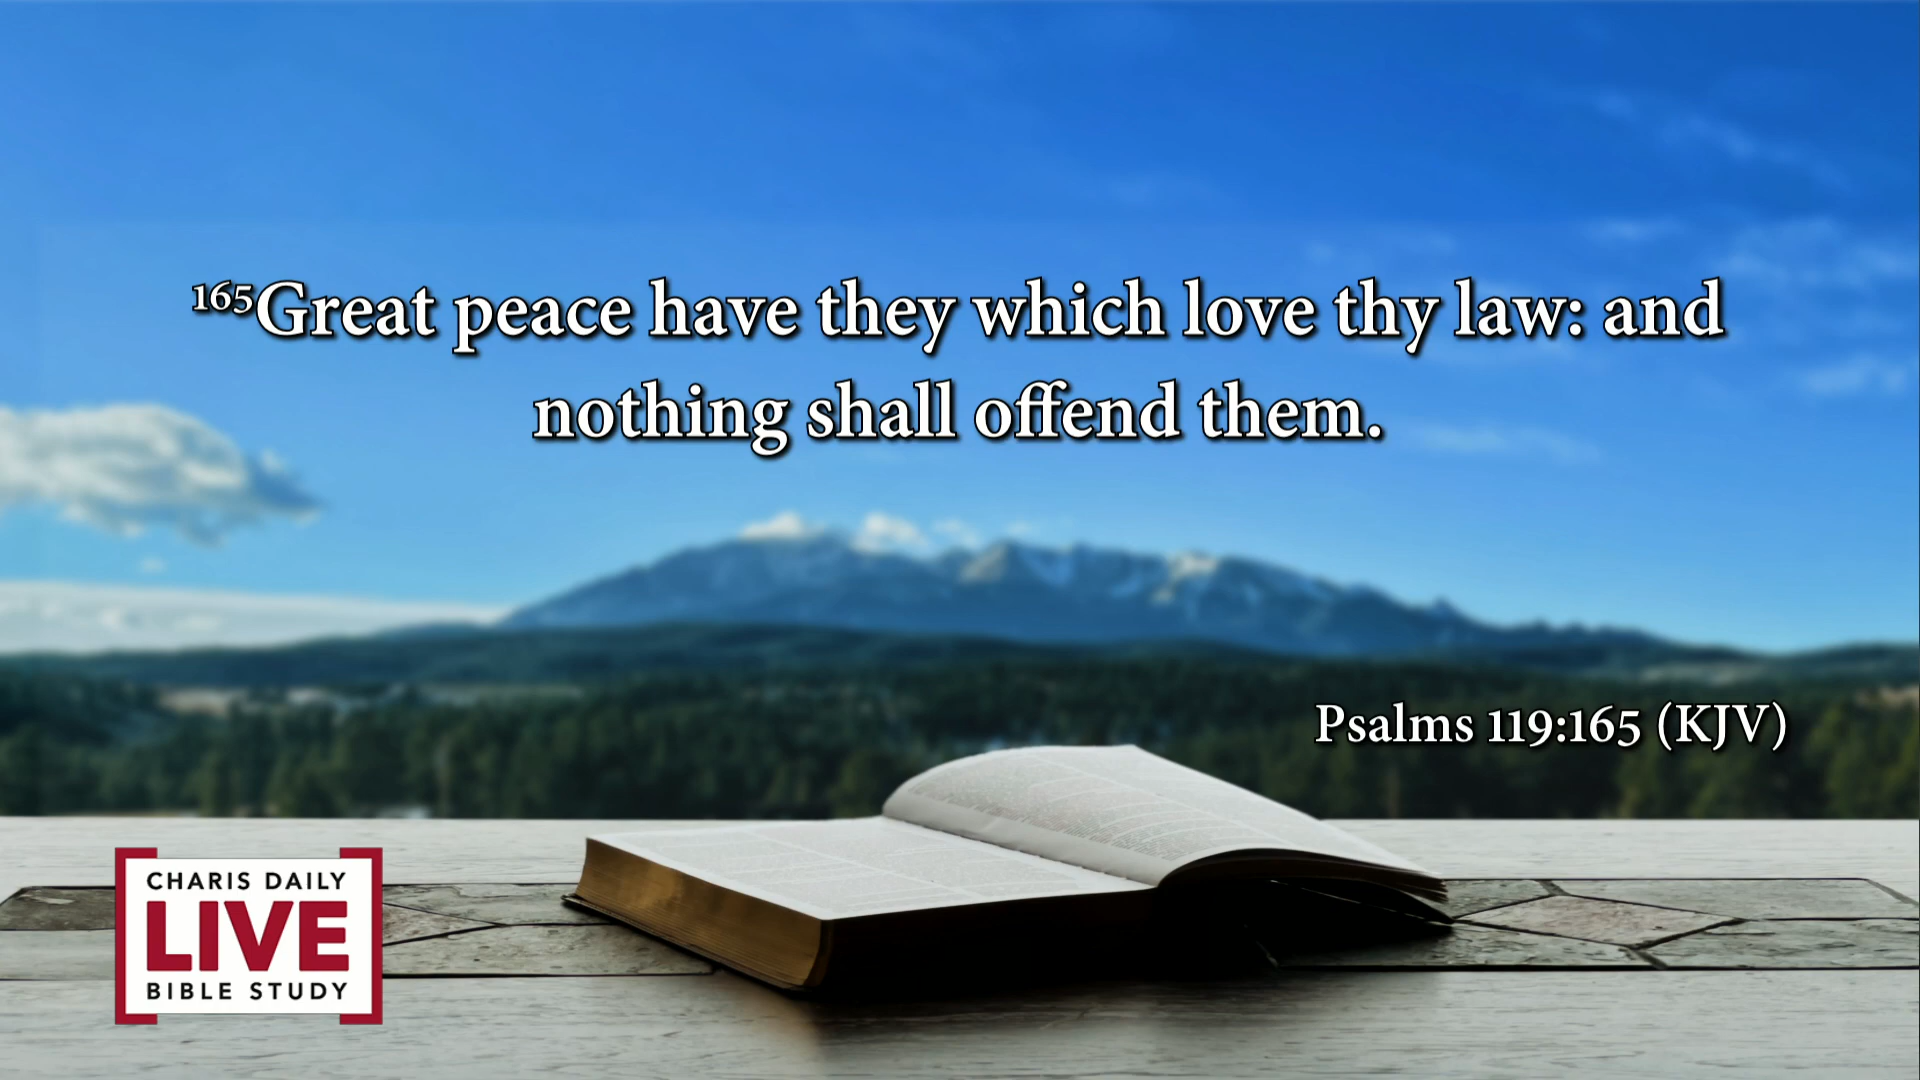 ¹⁶⁵Great peace have they which love thy law: and
nothing shall offend them.
Psalms 119:165 (KJV)
CHARIS DAILY
LIVE
BIBLE STUDY